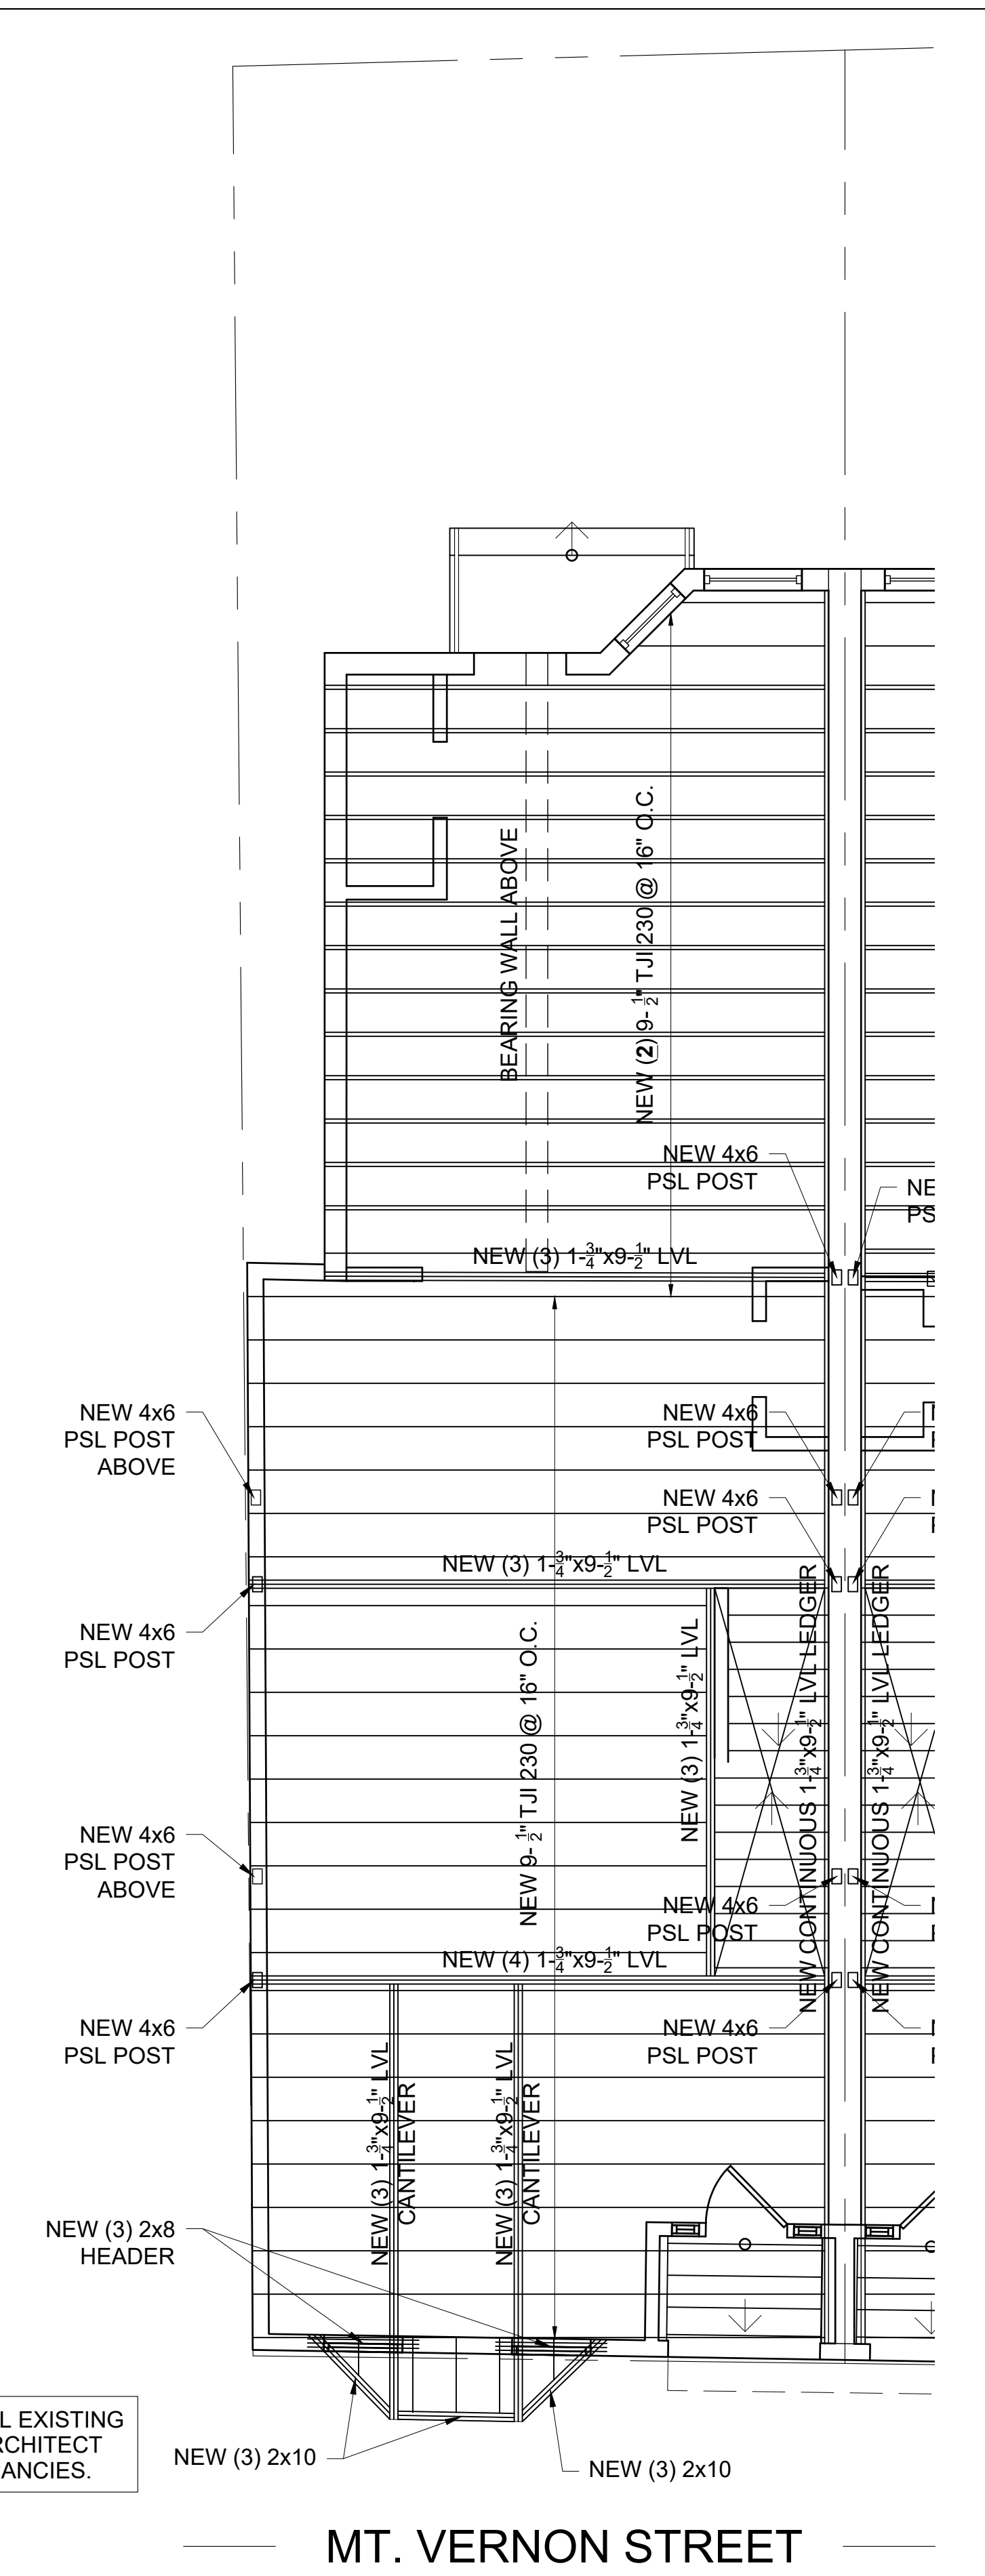 BEARING WALL ABOVE
NEW (2) 9-1/2" TJI 230 @ 16" O.C.
NEW 4x6
PSL POST
NE
PS
NEW (3) 1-3/4"x9-1/2" LVL
NEW 4x6
PSL POST
ABOVE
NEW 4x6
PSL POST
NEW 4x6
PSL POST
NEW (3) 1-3/4"x9-1/2" LVL
NEW 4x6
PSL POST
NEW 9-1/2" TJI 230 @ 16" O.C.
NEW (3) 1-3/4"x9-1/2" LVL
NEW CONTINUOUS 1-3/4"x9-1/2" LVL LEDGER
NEW CONTINUOUS 1-3/4"x9-1/2" LVL LEDGER
NEW 4x6
PSL POST
ABOVE
NEW 4x6
PSL POST
NEW (4) 1-3/4"x9-1/2" LVL
NEW 4x6
PSL POST
NEW 4x6
PSL POST
NEW (3) 1-3/4"x9-1/2" LVL
CANTILEVER
NEW (3) 1-3/4"x9-1/2" LVL
CANTILEVER
NEW (3) 2x8
HEADER
L EXISTING
RCHITECT
ANCIES.
NEW (3) 2x10
NEW (3) 2x10
MT. VERNON STREET